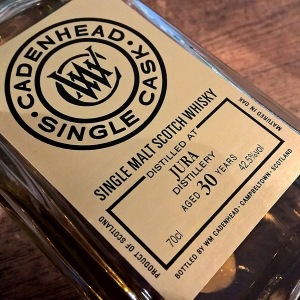 CADENHEAD
SINGLE CASK
WMC
SINGLE MALT SCOTCH WHISKY
DISTILLED AT
JURA
DISTILLERY
AGED 30 YEARS
70cl
42.5%vol
PRODUCT OF SCOTLAND
MATURED IN OAK
BOTTLED BY WM CADENHEAD · CAMPBELTOWN · SCOTLAND